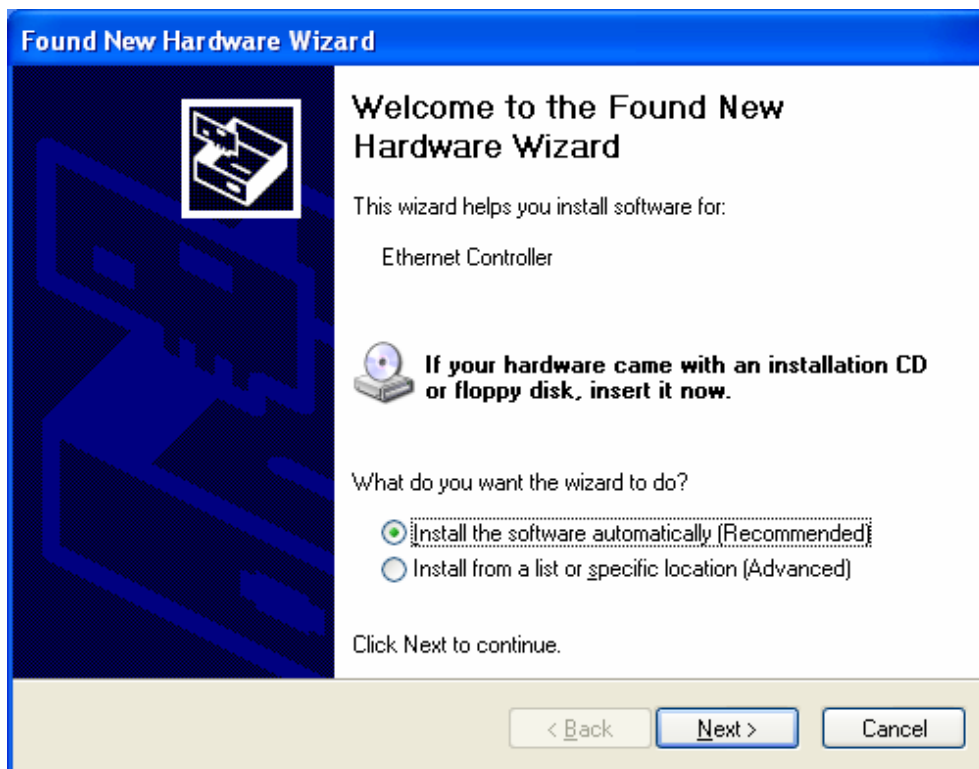 Found New Hardware Wizard
Welcome to the Found New
Hardware Wizard
This wizard helps you install software for:
Ethernet Controller
If your hardware came with an installation CD
or floppy disk, insert it now.
What do you want the wizard to do?
Install the software automatically (Recommended)
Install from a list or specific location (Advanced)
Click Next to continue.
< Back
Next >
Cancel